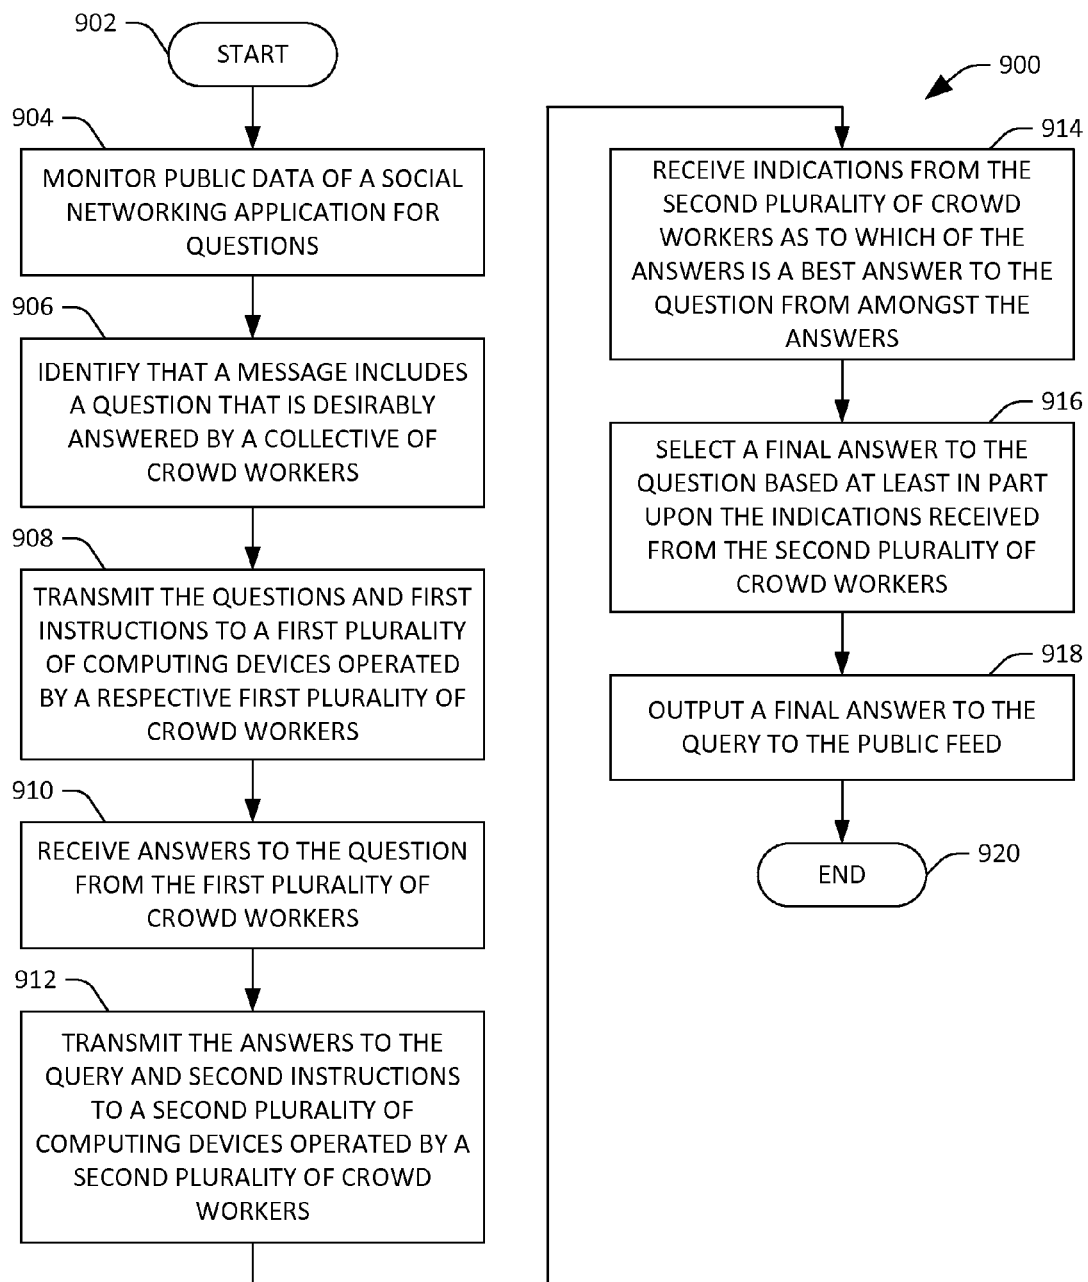 902
START
904
MONITOR PUBLIC DATA OF A SOCIAL
NETWORKING APPLICATION FOR
QUESTIONS
906
IDENTIFY THAT A MESSAGE INCLUDES
A QUESTION THAT IS DESIRABLY
ANSWERED BY A COLLECTIVE OF
CROWD WORKERS
908
TRANSMIT THE QUESTIONS AND FIRST
INSTRUCTIONS TO A FIRST PLURALITY
OF COMPUTING DEVICES OPERATED
BY A RESPECTIVE FIRST PLURALITY OF
CROWD WORKERS
910
RECEIVE ANSWERS TO THE QUESTION
FROM THE FIRST PLURALITY OF
CROWD WORKERS
912
TRANSMIT THE ANSWERS TO THE
QUERY AND SECOND INSTRUCTIONS
TO A SECOND PLURALITY OF
COMPUTING DEVICES OPERATED BY A
SECOND PLURALITY OF CROWD
WORKERS
900
914
RECEIVE INDICATIONS FROM THE
SECOND PLURALITY OF CROWD
WORKERS AS TO WHICH OF THE
ANSWERS IS A BEST ANSWER TO THE
QUESTION FROM AMONGST THE
ANSWERS
916
SELECT A FINAL ANSWER TO THE
QUESTION BASED AT LEAST IN PART
UPON THE INDICATIONS RECEIVED
FROM THE SECOND PLURALITY OF
CROWD WORKERS
918
OUTPUT A FINAL ANSWER TO THE
QUERY TO THE PUBLIC FEED
END
920